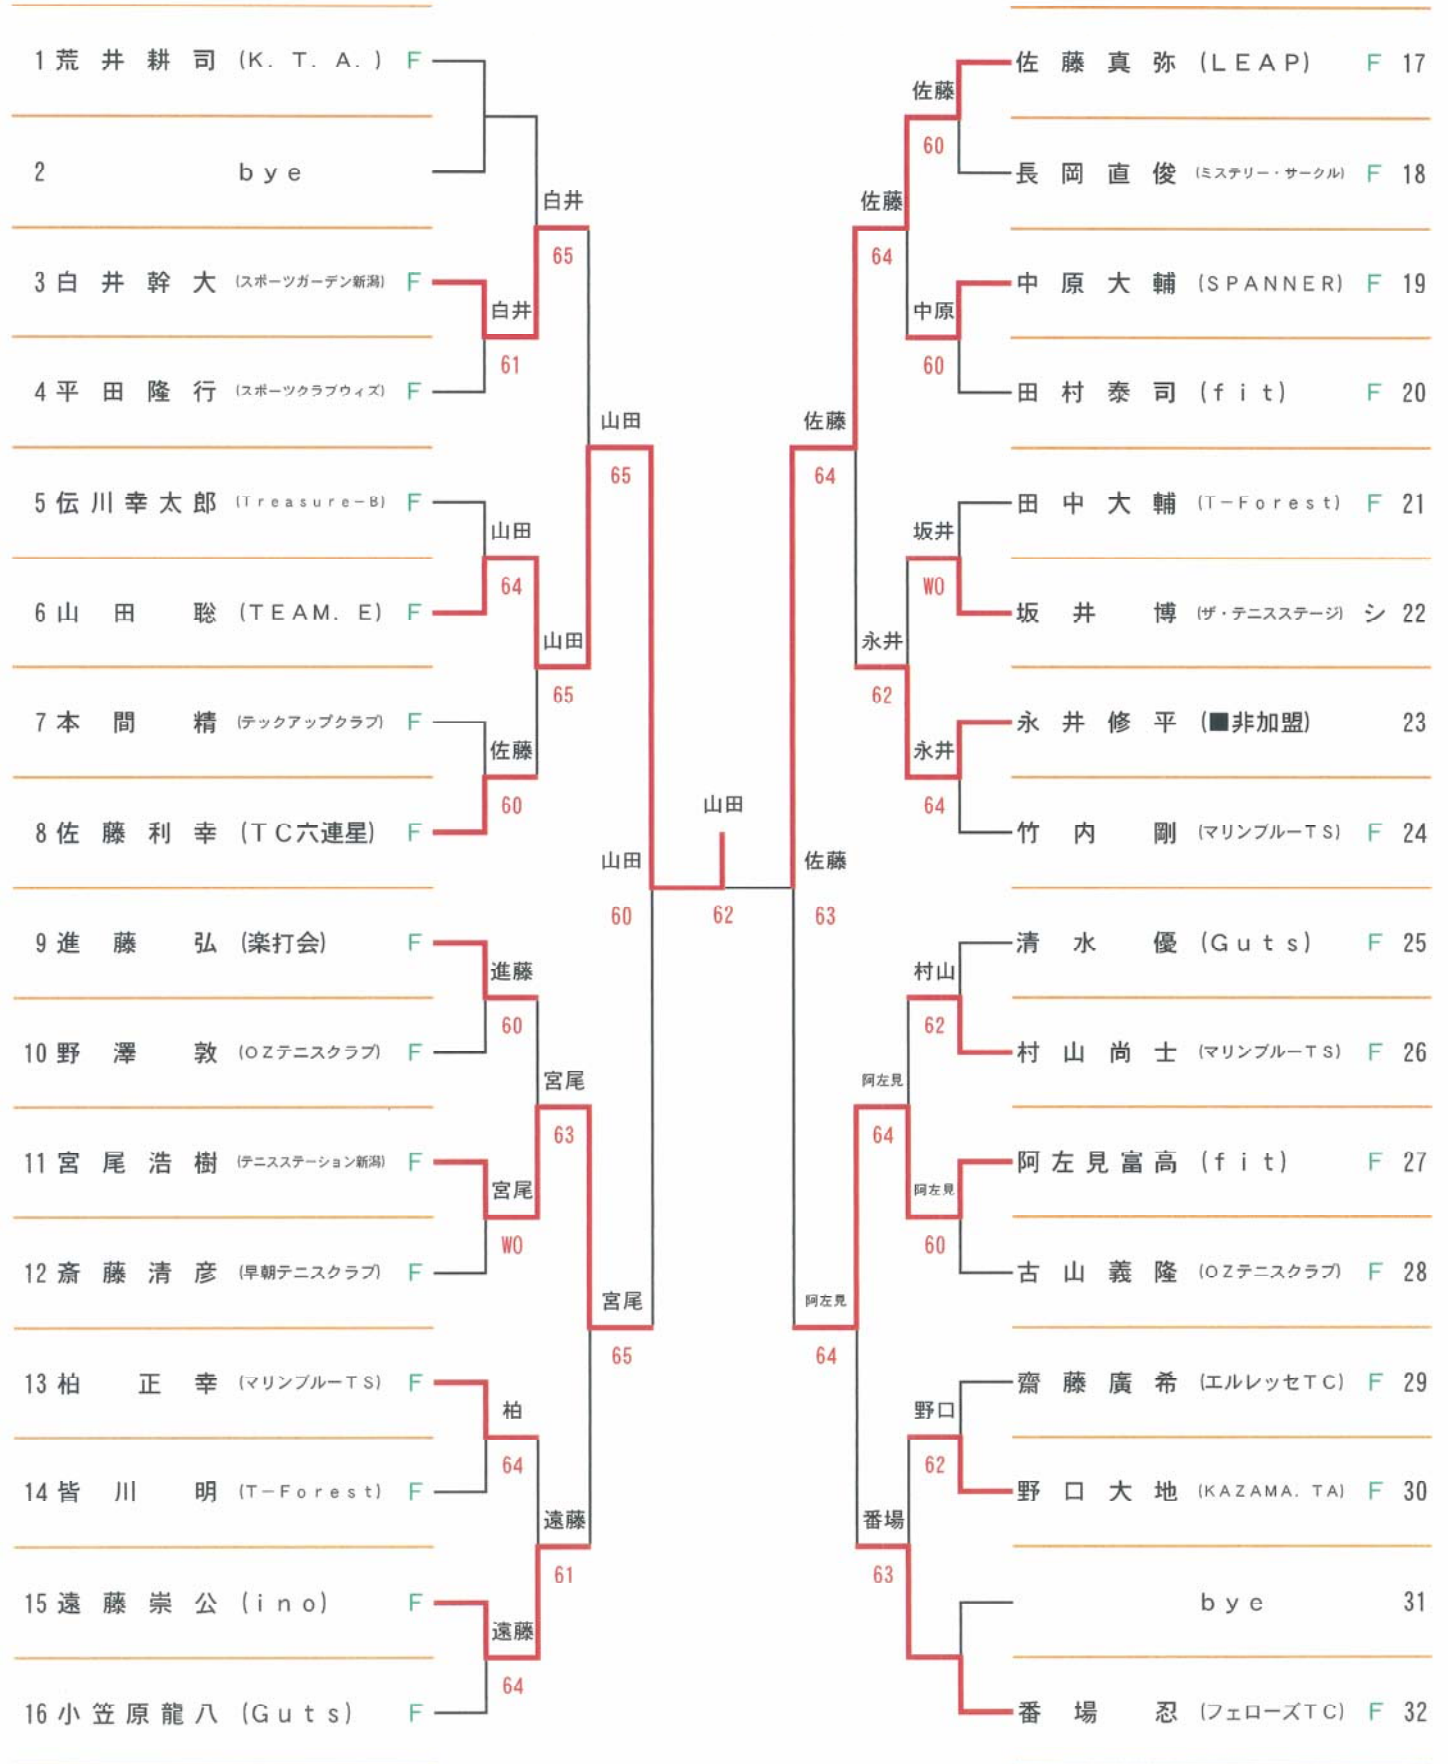 1 荒井耕司 (K. T. A. ) F
2 bye
3 白井幹大 (スポーツガーデン新潟) F
4 平田隆行 (スポーツクラブウィズ) F
5 伝川幸太郎 (Treasure-B) F
6 山田 聡 (TEAM. E) F
7 本間 精 (テックアップクラブ) F
8 佐藤利幸 (TC六連星) F
9 進藤 弘 (楽打会) F
10 野澤 敦 (OZテニスクラブ) F
11 宮尾浩樹 (テニスステーション新潟) F
12 斎藤清彦 (早朝テニスクラブ) F
13 柏 正幸 (マリンブルーTS) F
14 皆川 明 (T-Forest) F
15 遠藤崇公 (ino) F
16 小笠原龍八 (Guts) F
白井
61
山田
64
佐藤
60
進藤
60
宮尾
WO
柏
64
遠藤
64
白井
65
山田
65
宮尾
63
遠藤
61
山田
65
宮尾
65
山田
60
山田
62
佐藤
63
佐藤
64
阿左見
64
佐藤
64
永井
62
阿左見
64
番場
63
佐藤
60
中原
60
坂井
WO
永井
64
村山
62
阿左見
60
野口
62
佐藤真弥 (LEAP) F 17
長岡直俊 (ミステリー・サークル) F 18
中原大輔 (SPANNER) F 19
田村泰司 (fit) F 20
田中大輔 (T-Forest) F 21
坂井 博 (ザ・テニスステージ) シ 22
永井修平 (■非加盟) 23
竹内 剛 (マリンブルーTS) F 24
清水 優 (Guts) F 25
村山尚士 (マリンブルーTS) F 26
阿左見富高 (fit) F 27
古山義隆 (OZテニスクラブ) F 28
齋藤廣希 (エルレッセTC) F 29
野口大地 (KAZAMA. TA) F 30
bye 31
番場 忍 (フェローズTC) F 32